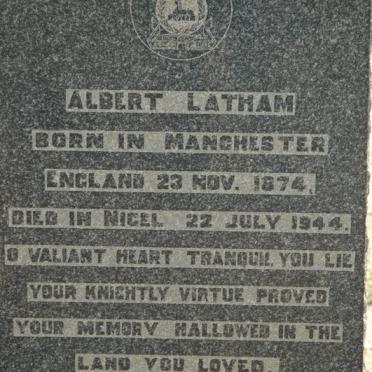 ALBERT LATHAM
BORN IN MANCHESTER
ENGLAND 23 NOV. 1874.
DIED IN NIGEL 22 JULY 1944.
O VALIANT HEART TRANQUIL YOU LIE
YOUR KNIGHTLY VIRTUE PROVED
YOUR MEMORY HALLOWED IN THE
LAND YOU LOVED.